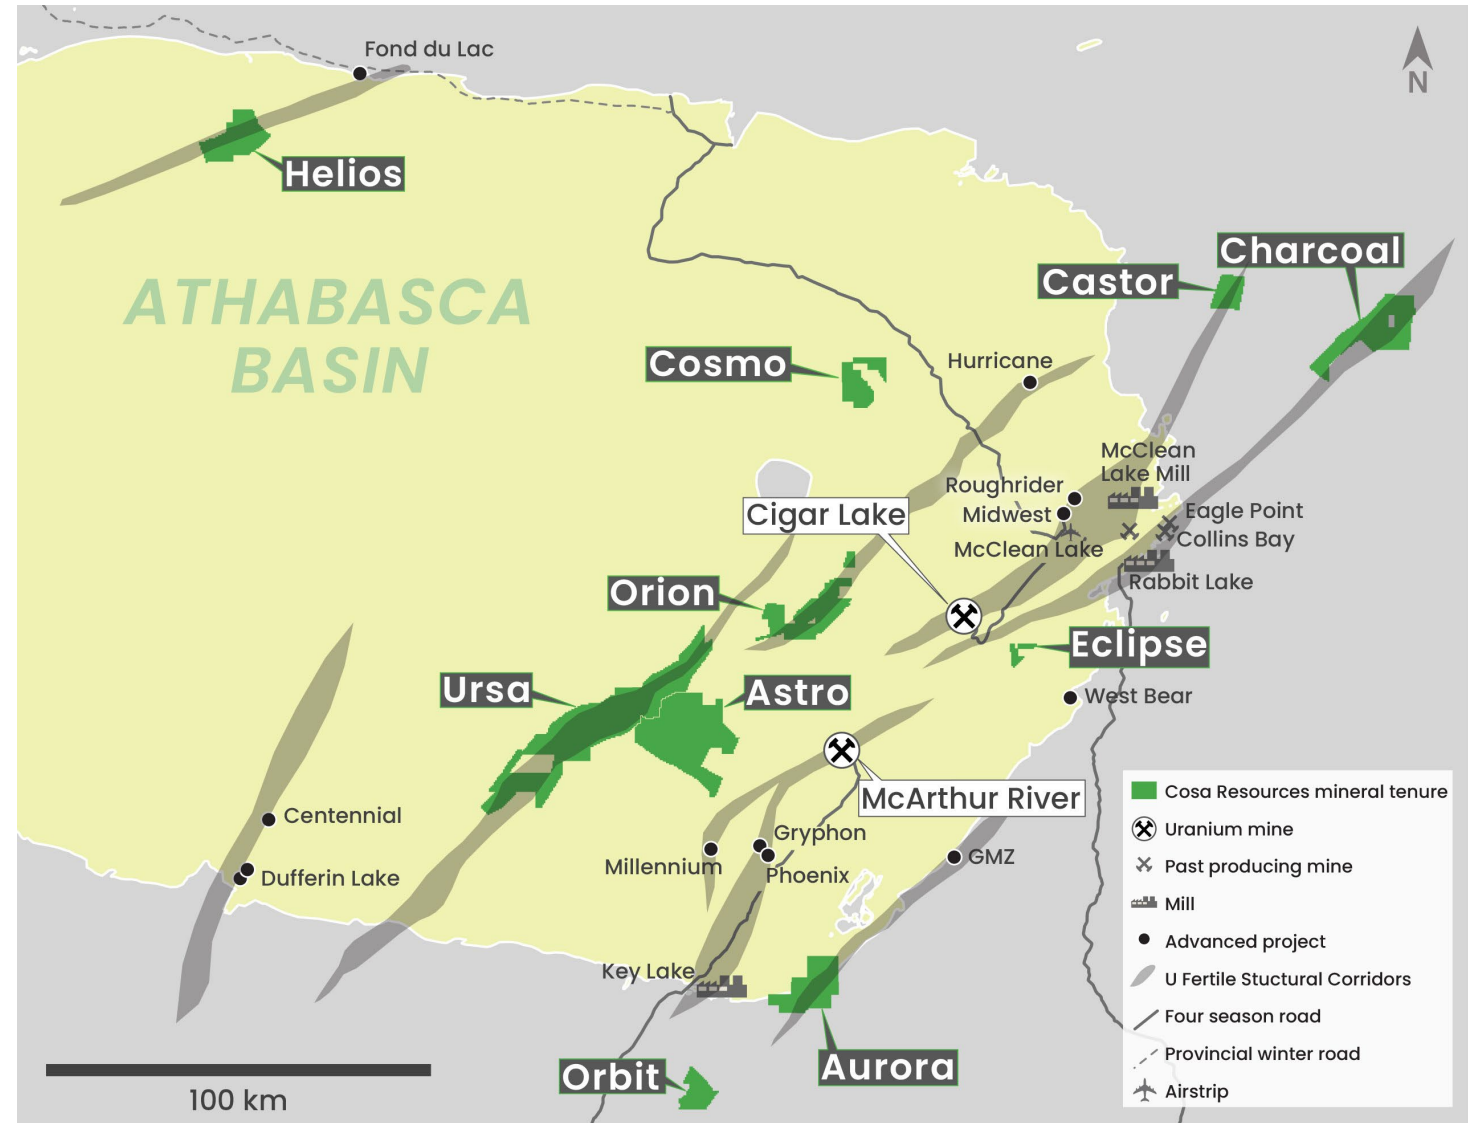 Fond du Lac
N
Helios
Charcoal
Castor
ATHABASCA
BASIN
Cosmo
Hurricane
McClean
Lake Mill
Roughrider
Cigar Lake
Midwest
Eagle Point
McClean Lake
Collins Bay
Rabbit Lake
Orion
Eclipse
Ursa
Astro
West Bear
McArthur River
Centennial
Gryphon
Millennium
Phoenix
GMZ
Dufferin Lake
Key Lake
Aurora
Orbit
100 km
Cosa Resources mineral tenure
Uranium mine
Past producing mine
Mill
Advanced project
U Fertile Stuctural Corridors
Four season road
Provincial winter road
Airstrip